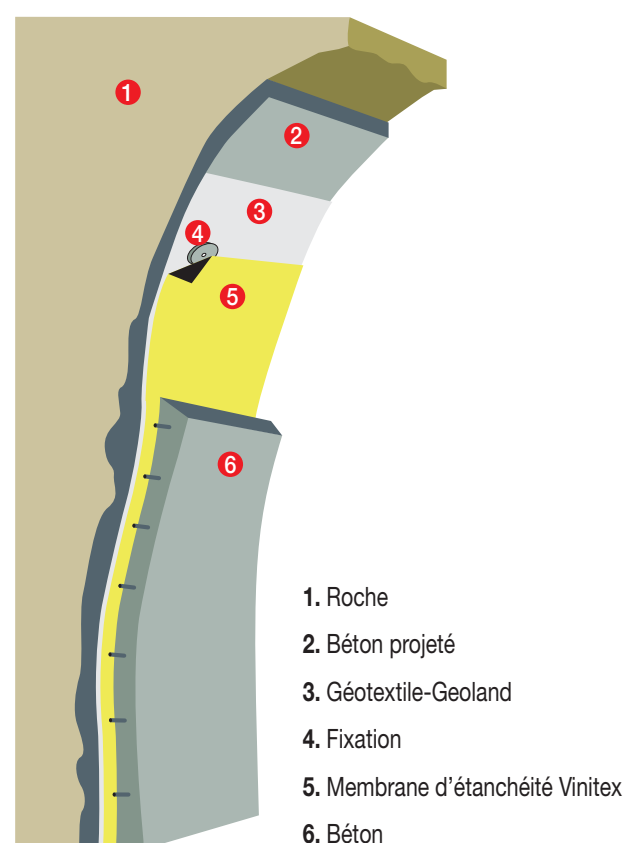 1
2
3
4
5
6
1. Roche
2. Béton projeté
3. Géotextile-Geoland
4. Fixation
5. Membrane d'étanchéité Vinitex
6. Béton